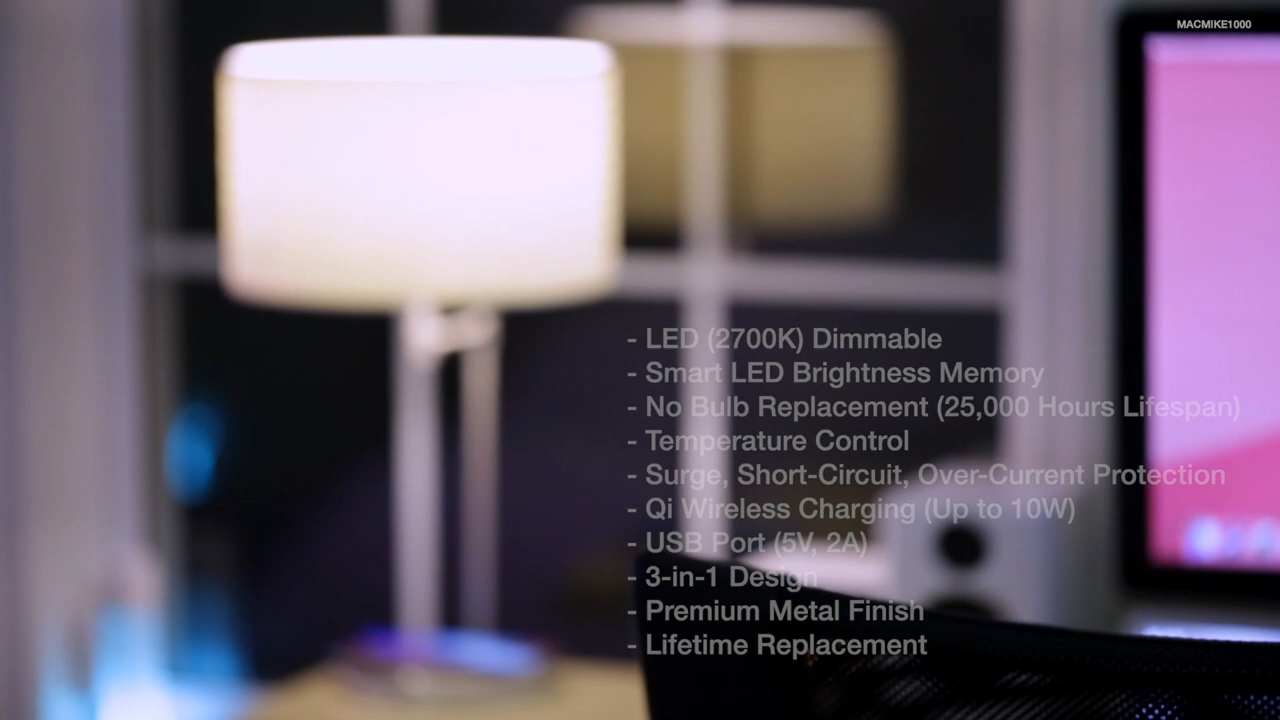 MACMIKE1000
- LED (2700K) Dimmable
- Smart LED Brightness Memory
- No Bulb Replacement (25,000 Hours Lifespan)
- Temperature Control
- Surge, Short-Circuit, Over-Current Protection
- Qi Wireless Charging (Up to 10W)
- USB Port (5V, 2A)
- 3-in-1 Design
- Premium Metal Finish
- Lifetime Replacement